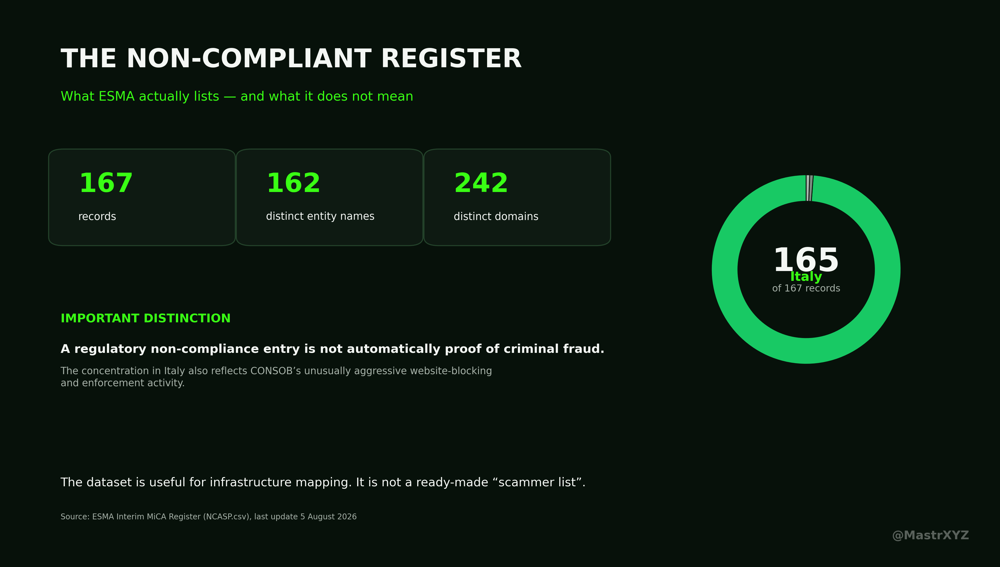 THE NON-COMPLIANT REGISTER
What ESMA actually lists — and what it does not mean
167
records
162
distinct entity names
242
distinct domains
165
Italy
of 167 records
IMPORTANT DISTINCTION
A regulatory non-compliance entry is not automatically proof of criminal fraud.
The concentration in Italy also reflects CONSOB’s unusually aggressive website-blocking
and enforcement activity.
The dataset is useful for infrastructure mapping. It is not a ready-made “scammer list”.
Source: ESMA Interim MiCA Register (NCASP.csv), last update 5 August 2026
@MastrXYZ